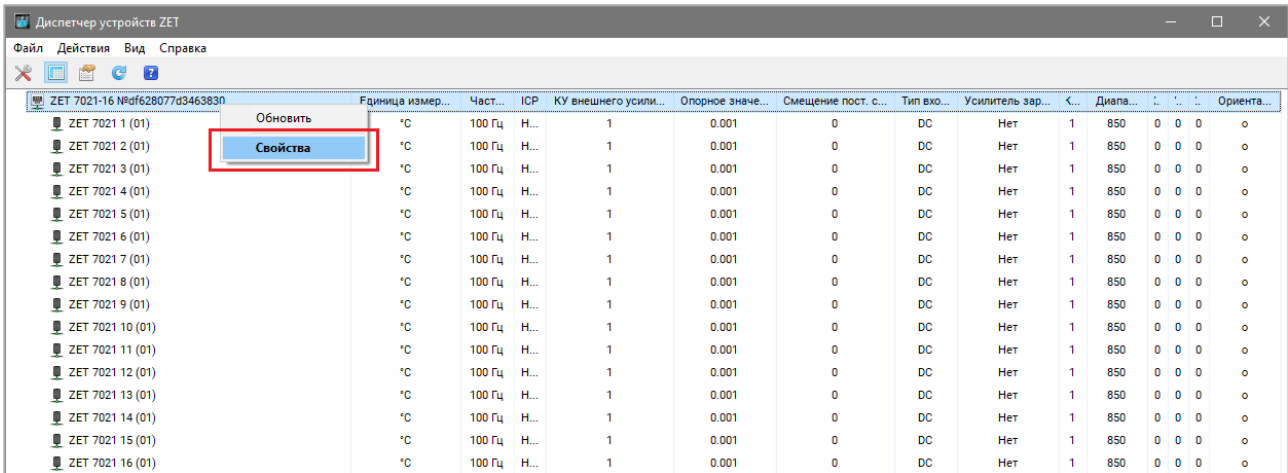 Диспетчер устройств ZET
Файл Действия Вид Справка
ZET 7021-16 №df628077d3463830 Единица измер... Част... ICP КУ внешнего усили... Опорное значе... Смещение пост. с... Тип вхо... Усилитель зар... К... Диапа... Ориента...
Обновить
Свойства
ZET 7021 1 (01) °C 100 Гц Н... 1 0.001 0 DC Нет 1 850 0 0 0 o
ZET 7021 2 (01) °C 100 Гц Н... 1 0.001 0 DC Нет 1 850 0 0 0 o
ZET 7021 3 (01) °C 100 Гц Н... 1 0.001 0 DC Нет 1 850 0 0 0 o
ZET 7021 4 (01) °C 100 Гц Н... 1 0.001 0 DC Нет 1 850 0 0 0 o
ZET 7021 5 (01) °C 100 Гц Н... 1 0.001 0 DC Нет 1 850 0 0 0 o
ZET 7021 6 (01) °C 100 Гц Н... 1 0.001 0 DC Нет 1 850 0 0 0 o
ZET 7021 7 (01) °C 100 Гц Н... 1 0.001 0 DC Нет 1 850 0 0 0 o
ZET 7021 8 (01) °C 100 Гц Н... 1 0.001 0 DC Нет 1 850 0 0 0 o
ZET 7021 9 (01) °C 100 Гц Н... 1 0.001 0 DC Нет 1 850 0 0 0 o
ZET 7021 10 (01) °C 100 Гц Н... 1 0.001 0 DC Нет 1 850 0 0 0 o
ZET 7021 11 (01) °C 100 Гц Н... 1 0.001 0 DC Нет 1 850 0 0 0 o
ZET 7021 12 (01) °C 100 Гц Н... 1 0.001 0 DC Нет 1 850 0 0 0 o
ZET 7021 13 (01) °C 100 Гц Н... 1 0.001 0 DC Нет 1 850 0 0 0 o
ZET 7021 14 (01) °C 100 Гц Н... 1 0.001 0 DC Нет 1 850 0 0 0 o
ZET 7021 15 (01) °C 100 Гц Н... 1 0.001 0 DC Нет 1 850 0 0 0 o
ZET 7021 16 (01) °C 100 Гц Н... 1 0.001 0 DC Нет 1 850 0 0 0 o